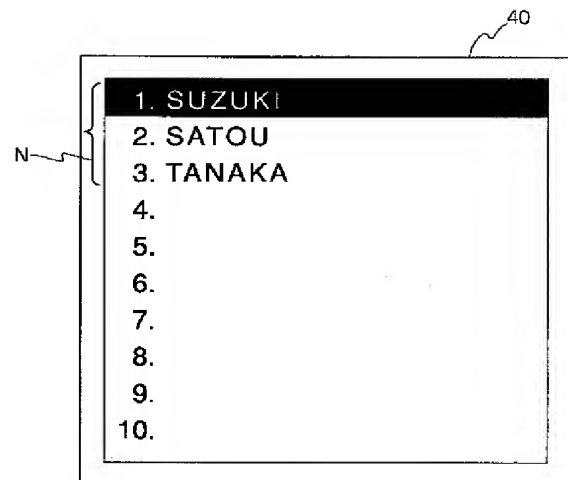 40
1. SUZUKI
2. SATOU
N
3. TANAKA
4.
5.
6.
7.
8.
9.
10.